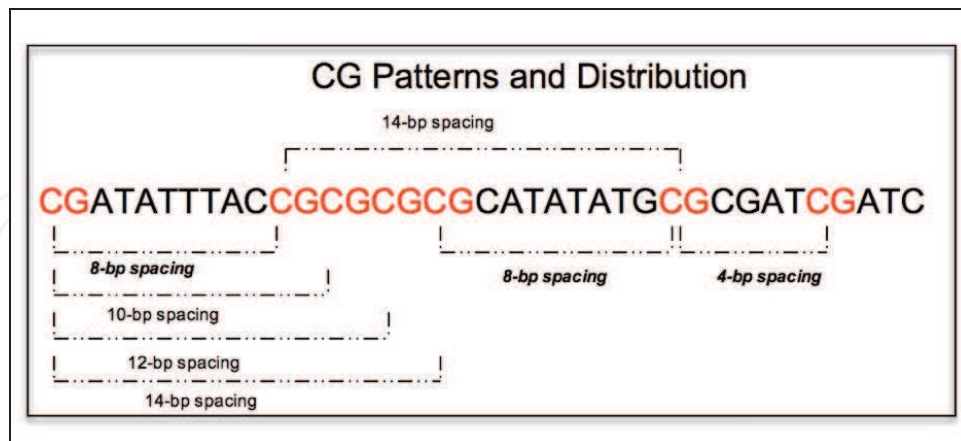 CG Patterns and Distribution
14-bp spacing
CGATATTTACCGCGCGCGCATATATGCGCGATCGATC
8-bp spacing
8-bp spacing
4-bp spacing
10-bp spacing
12-bp spacing
14-bp spacing